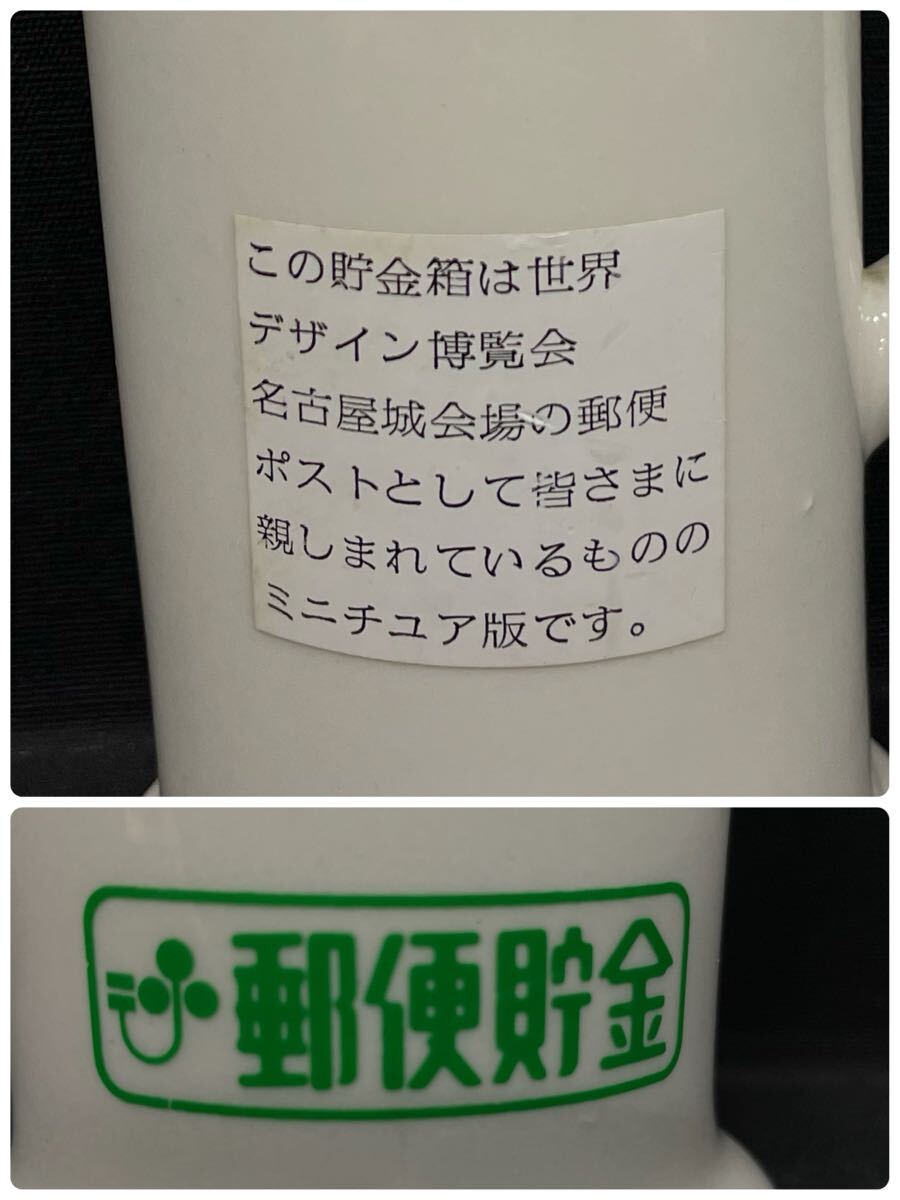 この貯金箱は世界
デザイン博覧会
名古屋城会場の郵便
ポストとして皆さまに
親しまれているものの
ミニチュア版です。
郵便貯金